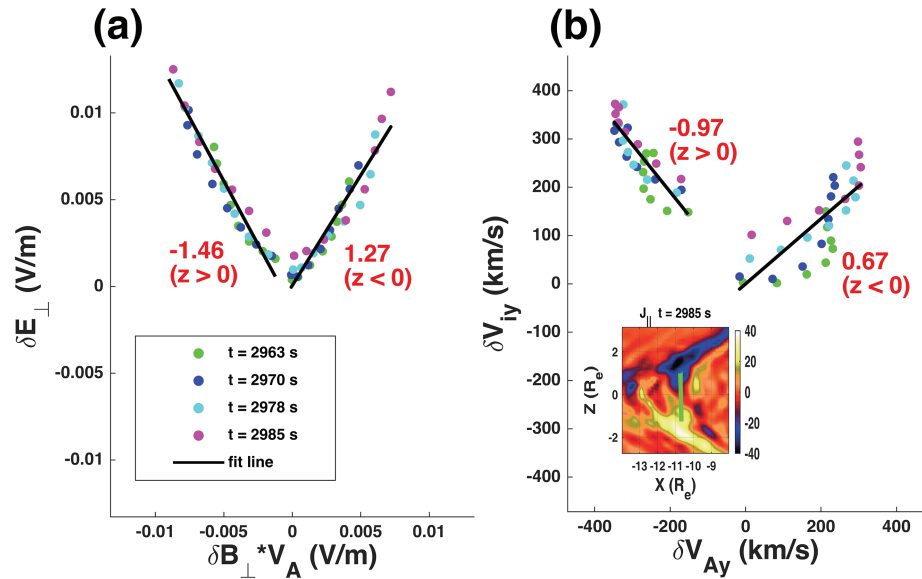 (a)
0.01
0.005
0
-0.005
-0.01
δE⊥ (V/m)
-1.46
(z > 0)
1.27
(z < 0)
t = 2963 s
t = 2970 s
t = 2978 s
t = 2985 s
fit line
-0.01 -0.005 0 0.005 0.01
δB⊥*VA (V/m)
(b)
400
300
200
100
0
-100
-200
-300
-400
δViy (km/s)
-0.97
(z > 0)
0.67
(z < 0)
J|| t = 2985 s
2
0
-2
Z (Re)
-13 -12 -11 -10 -9
X (Re)
40
20
0
-20
-40
-400 -200 0 200 400
δVAy (km/s)